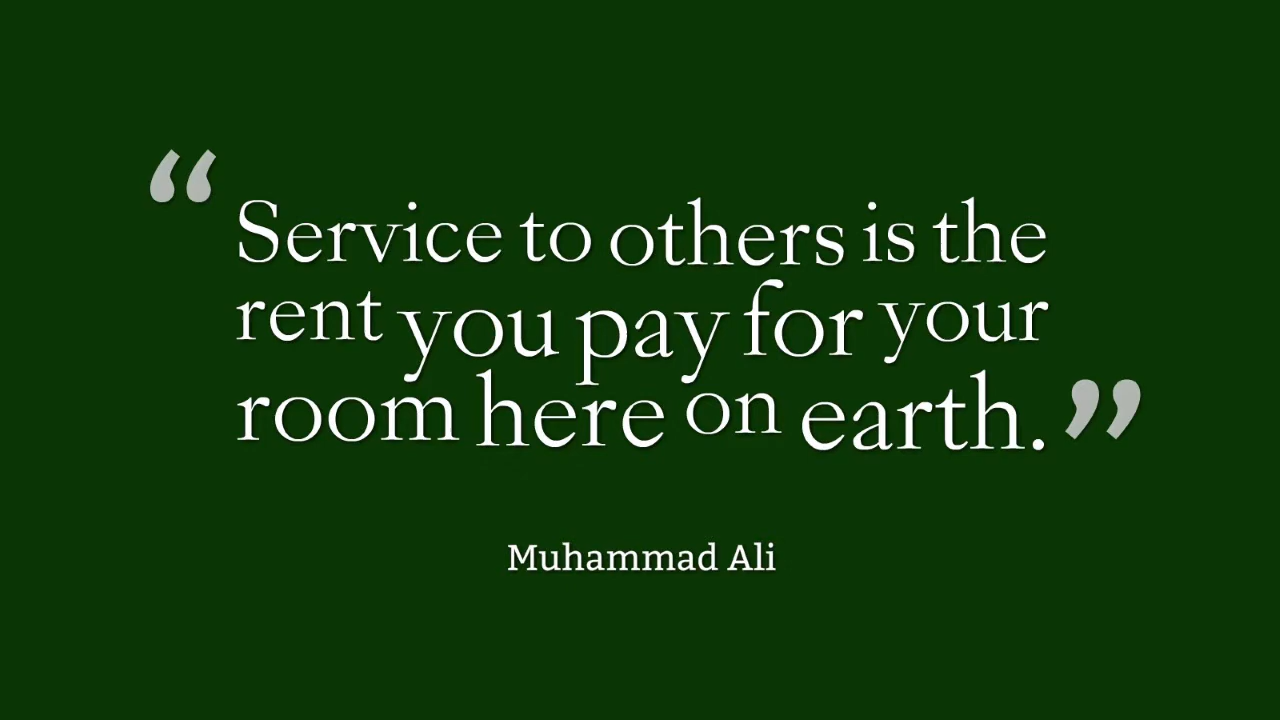 “Service to others is the
rent you pay for your
room here on earth.”
Muhammad Ali